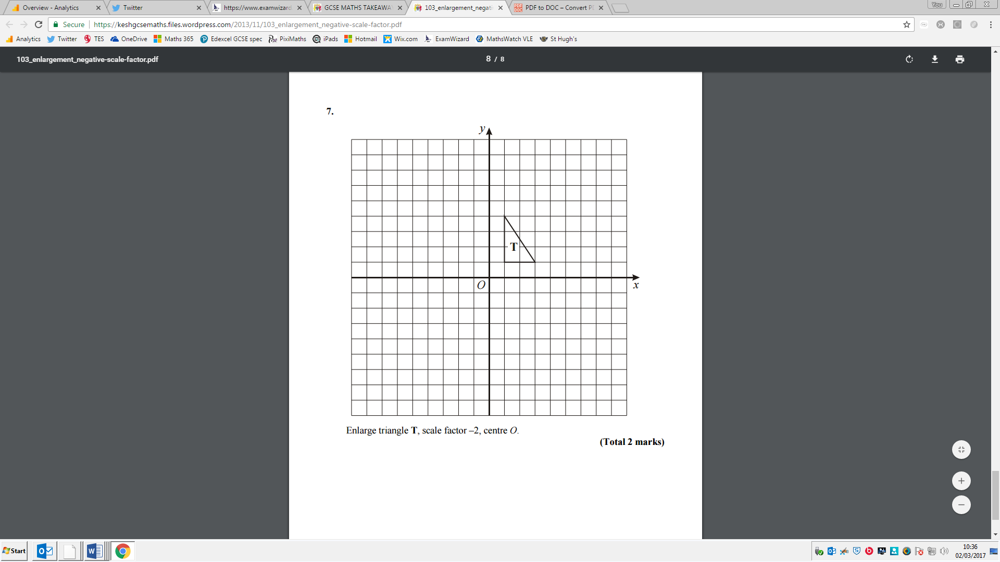 Overview - Analytics
Twitter
https://www.examwizard
GCSE MATHS TAKEAWA
103_enlargement_negati
PDF to DOC – Convert P
You
Secure
https://keshgcsemaths.files.wordpress.com/2013/11/103_enlargement_negative-scale-factor.pdf
Analytics
Twitter
TES
OneDrive
Maths 365
Edexcel GCSE spec
PixiMaths
iPads
Hotmail
Wix.com
ExamWizard
MathsWatch VLE
St Hugh's
103_enlargement_negative-scale-factor.pdf
8 / 8
7.
y
T
O
x
Enlarge triangle T, scale factor –2, centre O.
(Total 2 marks)
Start
10:36
02/03/2017